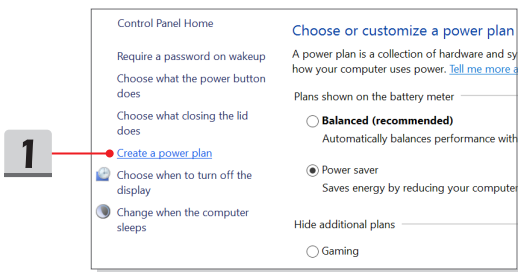 Control Panel Home
Require a password on wakeup
Choose what the power button
does
Choose what closing the lid
does
Create a power plan
Choose when to turn off the
display
Change when the computer
sleeps
1
Choose or customize a power plan
A power plan is a collection of hardware and sy
how your computer uses power. Tell me more a
Plans shown on the battery meter
Balanced (recommended)
Automatically balances performance with
Power saver
Saves energy by reducing your computer
Hide additional plans
Gaming